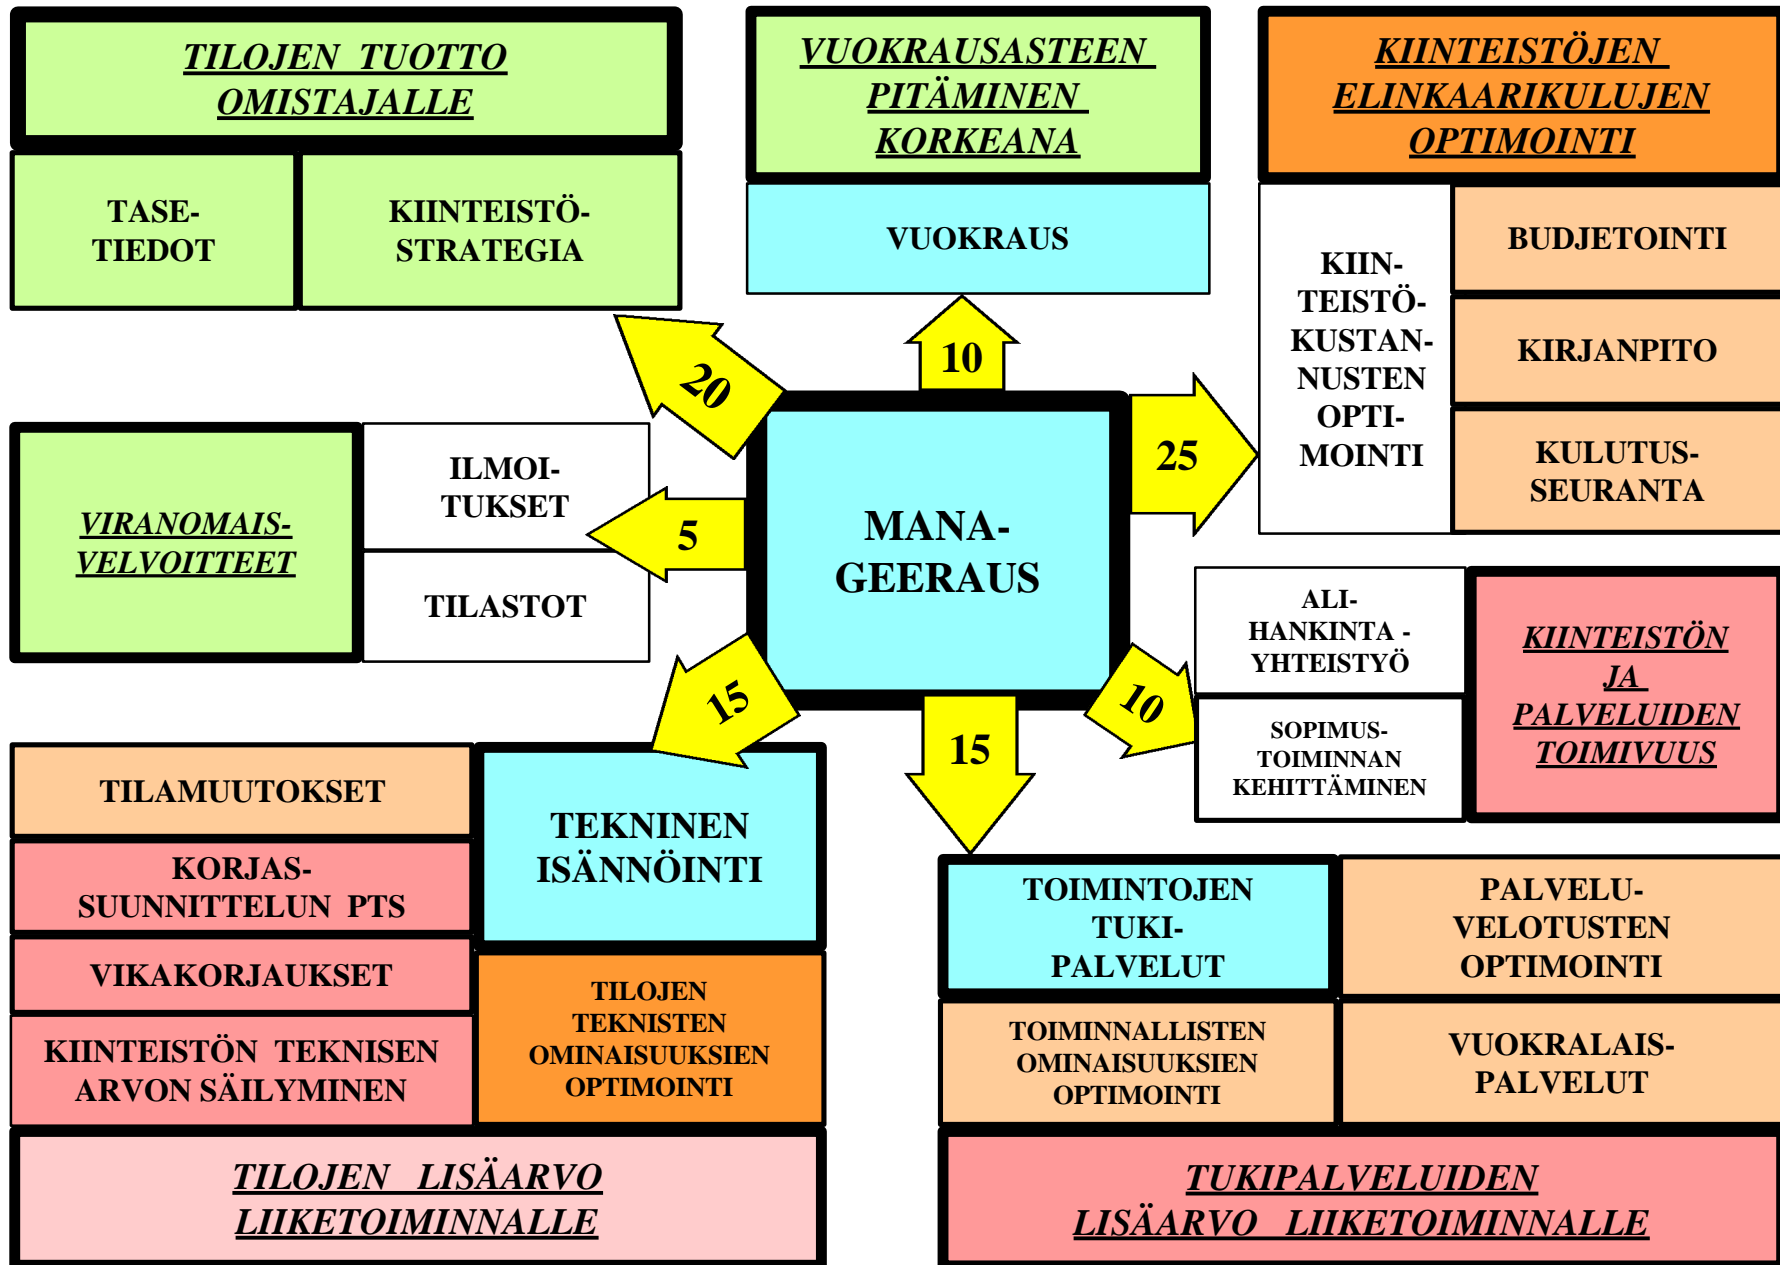 TILOJEN TUOTTO
OMISTAJALLE
TASE-
TIEDOT
KIINTEISTÖ-
STRATEGIA
VUOKRAUSASTEEN
PITÄMINEN
KORKEANA
VUOKRAUS
KIINTEISTÖJEN
ELINKAARIKULUJEN
OPTIMOINTI
KIIN-
TEISTÖ-
KUSTAN-
NUSTEN
OPTI-
MOINTI
BUDJETOINTI
KIRJANPITO
KULUTUS-
SEURANTA
20
10
25
VIRANOMAIS-
VELVOITTEET
ILMOI-
TUKSET
TILASTOT
5
MANA-
GEERAUS
15
15
10
ALI-
HANKINTA -
YHTEISTYÖ
SOPIMUS-
TOIMINNAN
KEHITTÄMINEN
KIINTEISTÖN
JA
PALVELUIDEN
TOIMIVUUS
TILAMUUTOKSET
KORJAS-
SUUNNITTELUN PTS
VIKAKORJAUKSET
KIINTEISTÖN TEKNISEN
ARVON SÄILYMINEN
TEKNINEN
ISÄNNÖINTI
TILOJEN
TEKNISTEN
OMINAISUUKSIEN
OPTIMOINTI
TILOJEN LISÄARVO
LIIKETOIMINNALLE
TOIMINTOJEN
TUKI-
PALVELUT
PALVELU-
VELOTUSTEN
OPTIMOINTI
TOIMINNALLISTEN
OMINAISUUKSIEN
OPTIMOINTI
VUOKRALAIS-
PALVELUT
TUKIPALVELUIDEN
LISÄARVO LIIKETOIMINNALLE